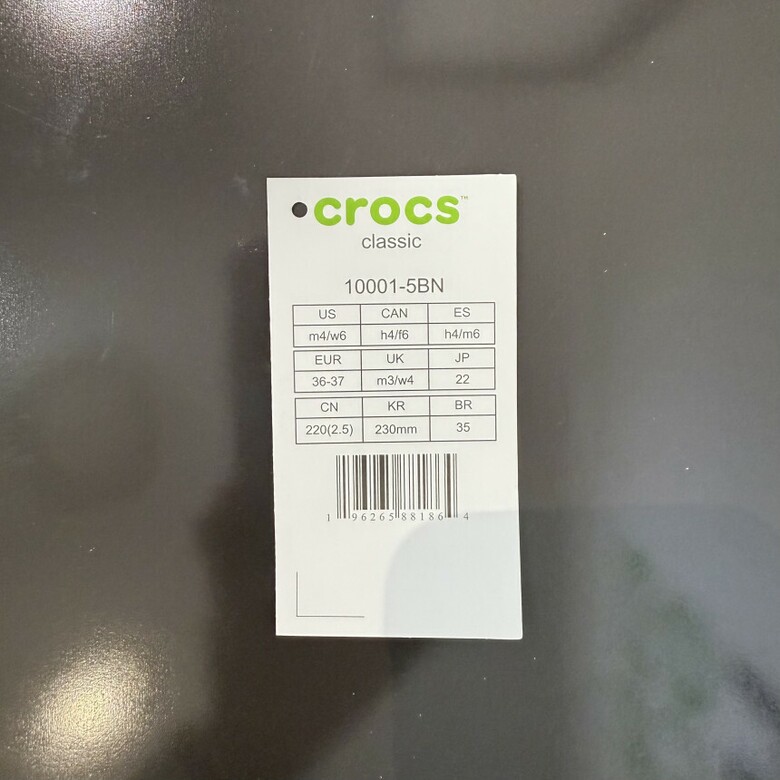 crocs™
classic
10001-5BN
US CAN ES
m4/w6 h4/f6 h4/m6
EUR UK JP
36-37 m3/w4 22
CN KR BR
220(2.5) 230mm 35
1 96265 88186 4